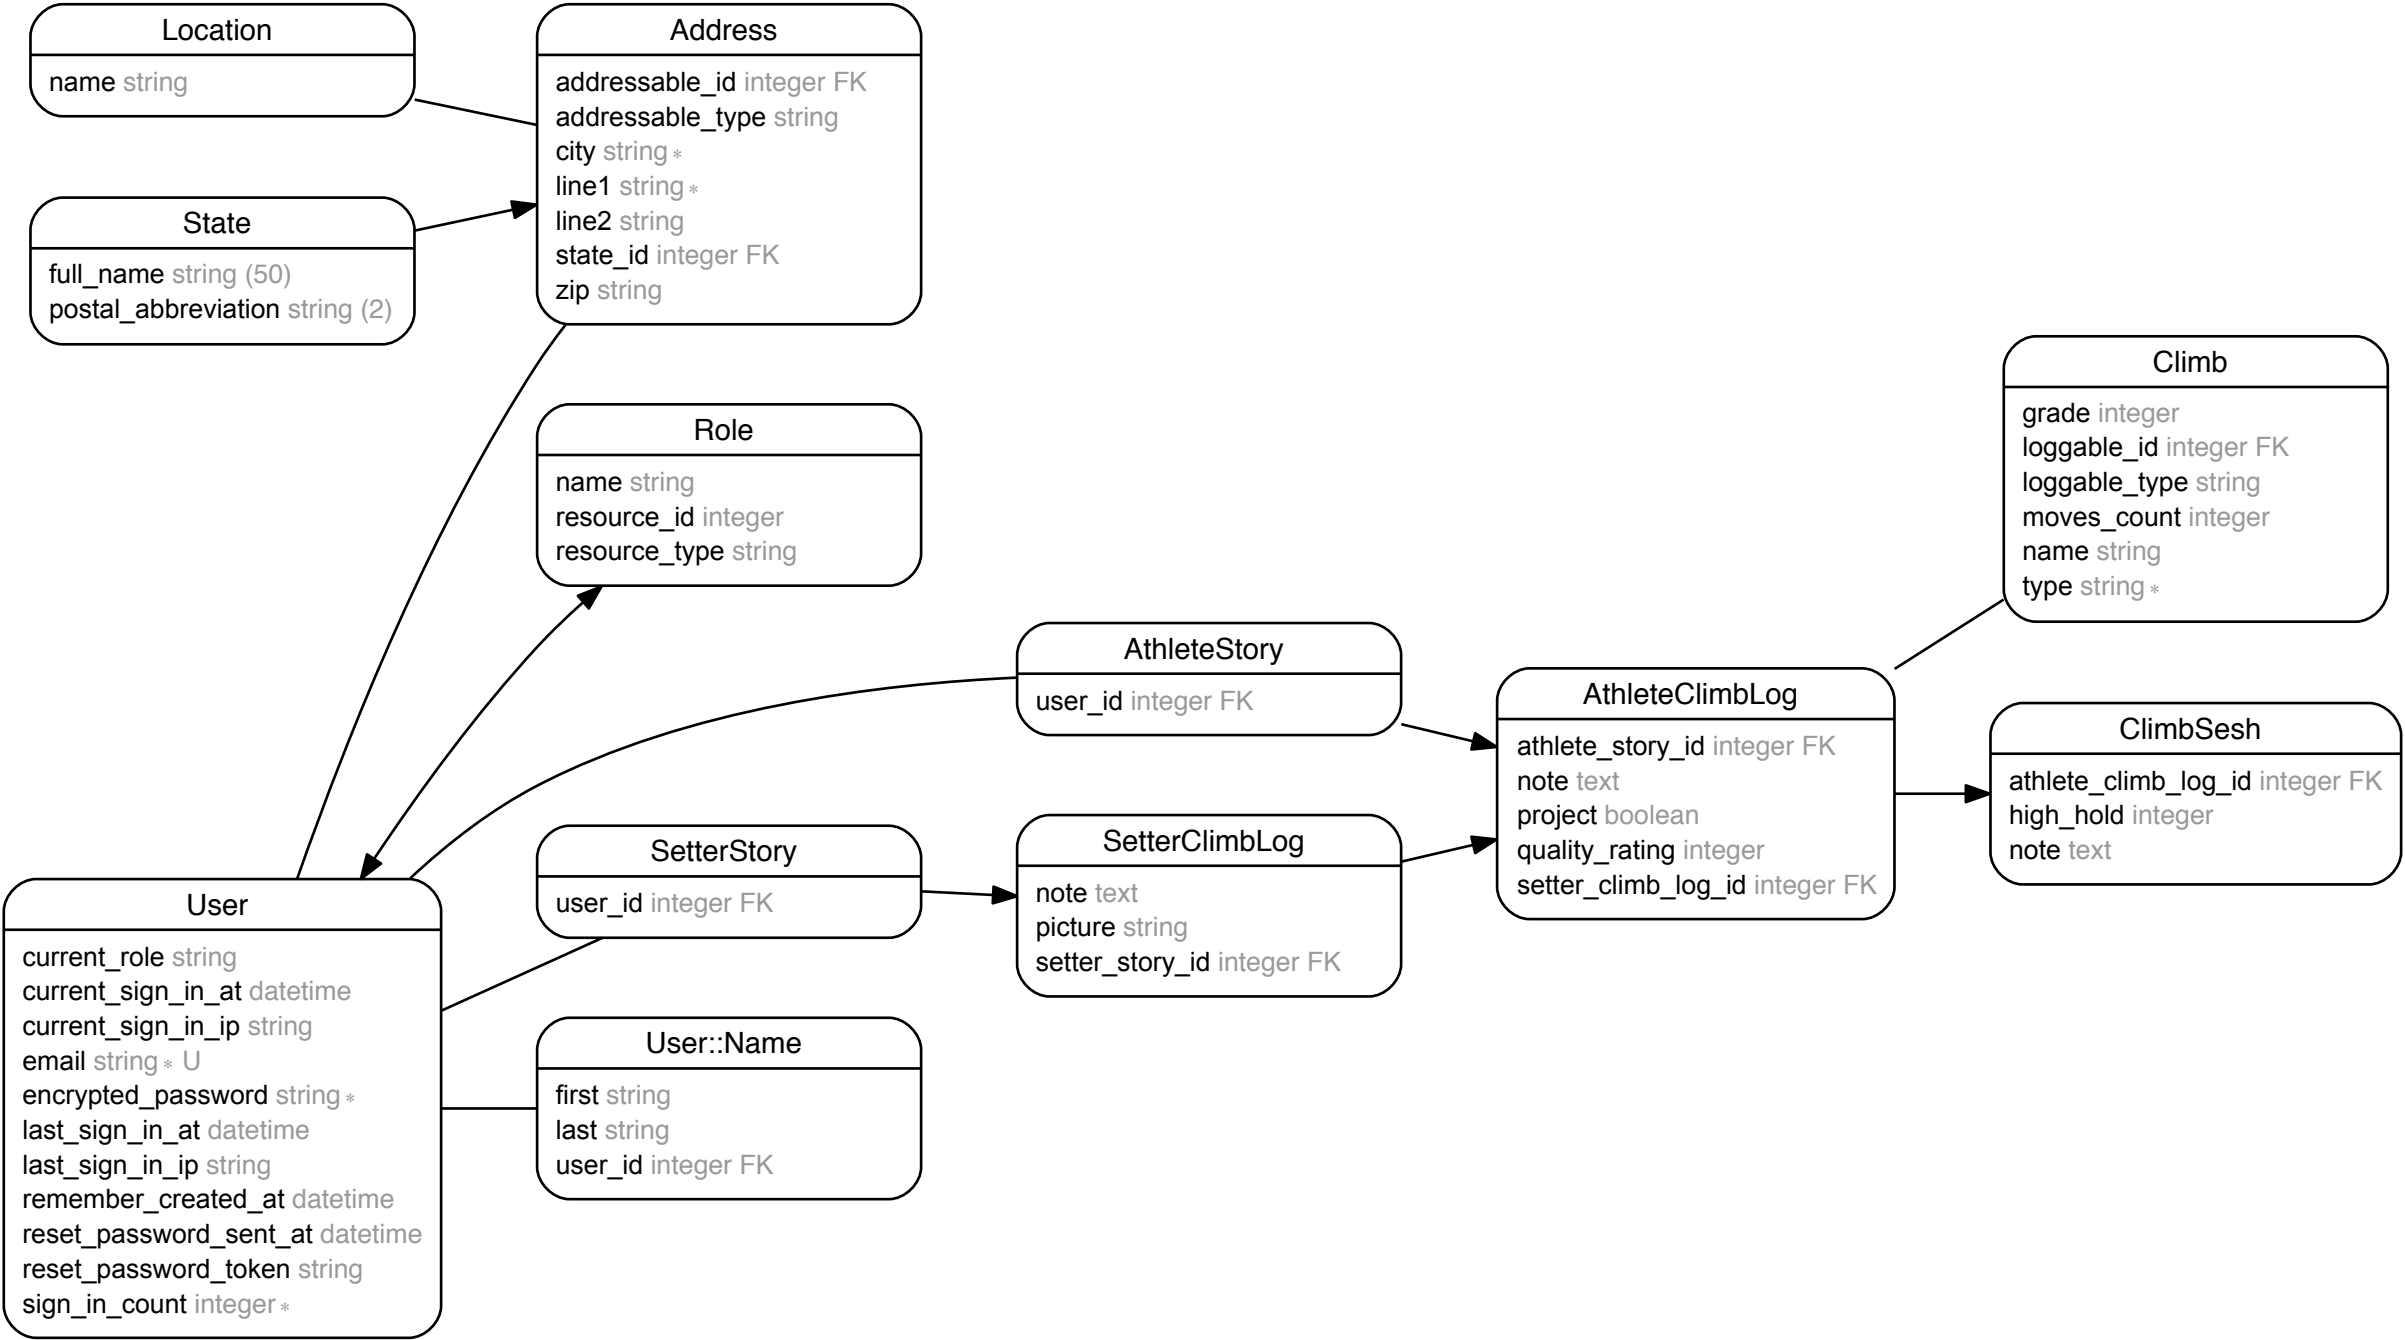 Location
name string
Address
addressable_id integer FK
addressable_type string
city string *
line1 string *
line2 string
state_id integer FK
zip string
State
full_name string (50)
postal_abbreviation string (2)
Role
name string
resource_id integer
resource_type string
Climb
grade integer
loggable_id integer FK
loggable_type string
moves_count integer
name string
type string *
AthleteStory
user_id integer FK
AthleteClimbLog
athlete_story_id integer FK
note text
project boolean
quality_rating integer
setter_climb_log_id integer FK
ClimbSesh
athlete_climb_log_id integer FK
high_hold integer
note text
SetterStory
user_id integer FK
SetterClimbLog
note text
picture string
setter_story_id integer FK
User
current_role string
current_sign_in_at datetime
current_sign_in_ip string
email string * U
encrypted_password string *
last_sign_in_at datetime
last_sign_in_ip string
remember_created_at datetime
reset_password_sent_at datetime
reset_password_token string
sign_in_count integer *
User::Name
first string
last string
user_id integer FK